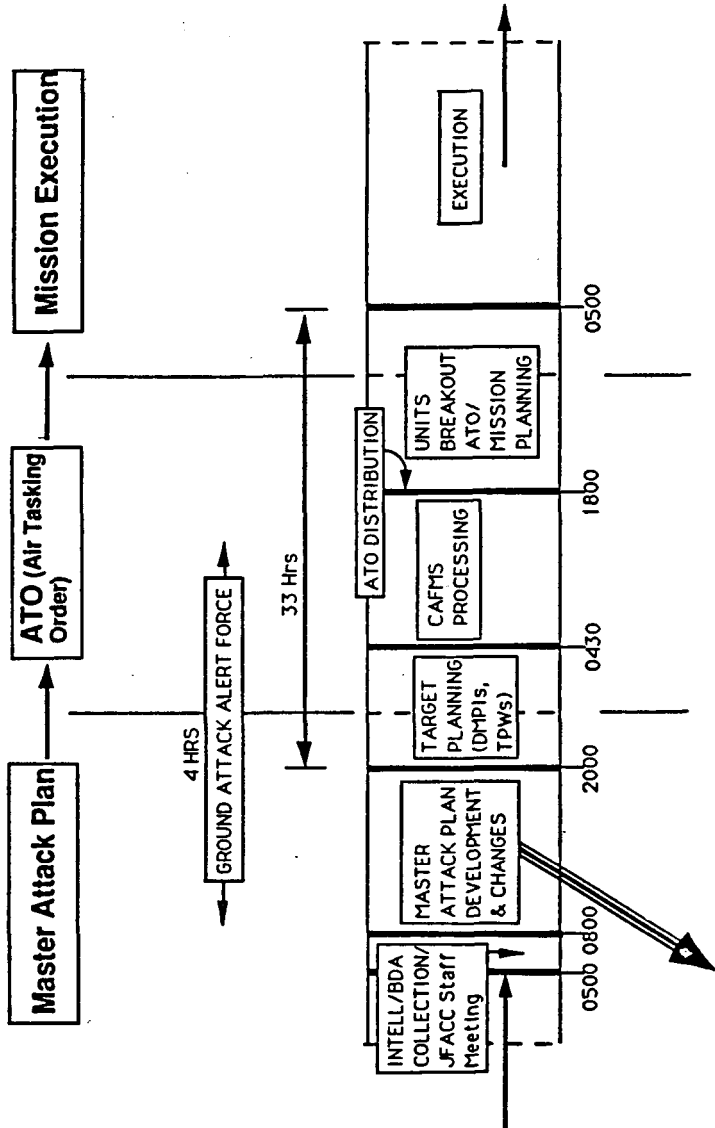 Master Attack Plan
ATO (Air Tasking
Order)
Mission Execution
4 HRS
GROUND ATTACK ALERT FORCE
33 Hrs
ATO DISTRIBUTION
INTELL/BDA
COLLECTION/
JFACC Staff
Meeting
MASTER
ATTACK PLAN
DEVELOPMENT
& CHANGES
TARGET
PLANNING
(DMPIs,
TPWs)
CAFMS
PROCESSING
UNITS
BREAKOUT
ATO/
MISSION
PLANNING
EXECUTION
0500
0800
2000
0430
1800
0500